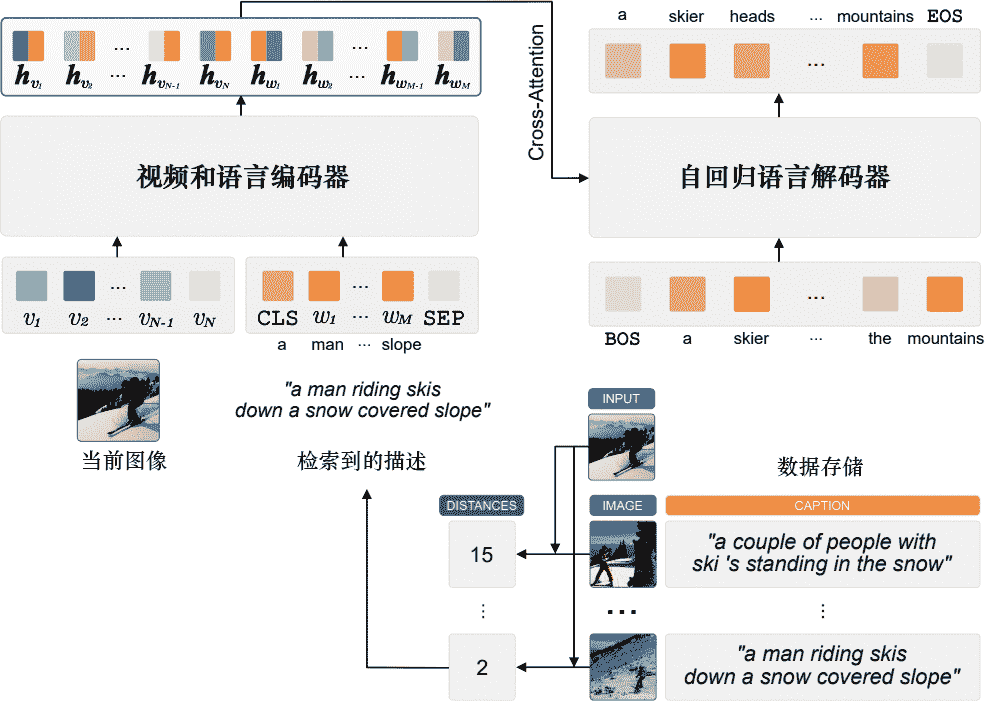 h_{v_1} h_{v_2} ... h_{v_{N-1}} h_{v_N} h_{w_1} h_{w_2} ... h_{w_{M-1}} h_{w_M}
视频和语言编码器
v_1 v_2 ... v_{N-1} v_N
CLS w_1 ... w_M SEP
a man ... slope
当前图像
"a man riding skis
down a snow covered slope"
检索到的描述
Cross-Attention
a skier heads ... mountains EOS
自回归语言解码器
BOS a skier ... the mountains
INPUT
数据存储
DISTANCES IMAGE CAPTION
15
"a couple of people with
ski 's standing in the snow"
2
"a man riding skis
down a snow covered slope"